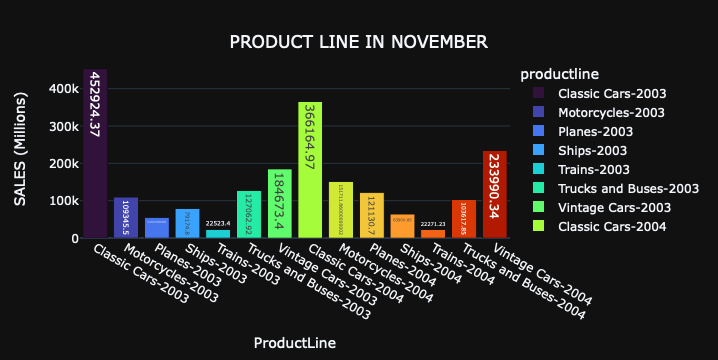 PRODUCT LINE IN NOVEMBER
SALES (Millions)
400k
300k
200k
100k
0
452924.37
109345.5
22523.4
127062.92
184673.4
366164.97
121130.7
22271.23
103617.85
233990.34
Classic Cars-2003
Motorcycles-2003
Planes-2003
Ships-2003
Trains-2003
Trucks and Buses-2003
Vintage Cars-2003
Classic Cars-2004
Motorcycles-2004
Planes-2004
Ships-2004
Trains-2004
Trucks and Buses-2004
Vintage Cars-2004
ProductLine
productline
Classic Cars-2003
Motorcycles-2003
Planes-2003
Ships-2003
Trains-2003
Trucks and Buses-2003
Vintage Cars-2003
Classic Cars-2004